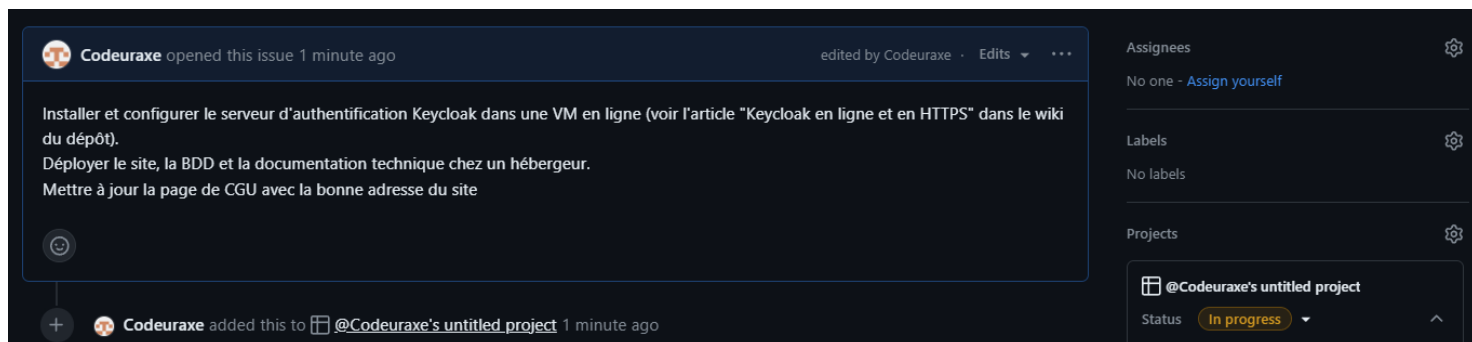 Codeuraxe opened this issue 1 minute ago
edited by Codeuraxe · Edits
Installer et configurer le serveur d'authentification Keycloak dans une VM en ligne (voir l'article "Keycloak en ligne et en HTTPS" dans le wiki
du dépôt).
Déployer le site, la BDD et la documentation technique chez un hébergeur.
Mettre à jour la page de CGU avec la bonne adresse du site
Codeuraxe added this to @Codeuraxe's untitled project 1 minute ago
Assignees
No one - Assign yourself
Labels
No labels
Projects
@Codeuraxe's untitled project
Status In progress